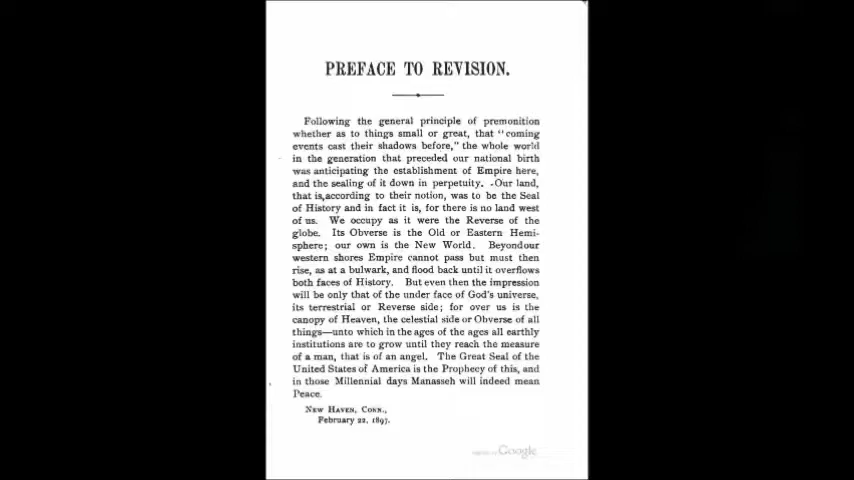 PREFACE TO REVISION.
Following the general principle of premonition
whether as to things small or great, that "coming
events cast their shadows before," the whole world
in the generation that preceded our national birth
was anticipating the establishment of Empire here,
and the sealing of it down in perpetuity. Our land,
that is, according to their notion, was to be the Seal
of History and in fact it is, for there is no land west
of us. We occupy as it were the Reverse of the
globe. Its Obverse is the Old or Eastern Hemi-
sphere; our own is the New World. Beyond our
western shores Empire cannot pass but must then
rise, as at a bulwark, and flood back until it overflows
both faces of History. But even then the impression
will be only that of the under face of God's universe,
its terrestrial or Reverse side; for over us is the
canopy of Heaven, the celestial side or Obverse of all
things—unto which in the ages of the ages all earthly
institutions are to grow until they reach the measure
of a man, that is of an angel. The Great Seal of the
United States of America is the Prophecy of this, and
in those Millennial days Manasseh will indeed mean
Peace.
New Haven, Conn.,
February 22, 1897.
Google